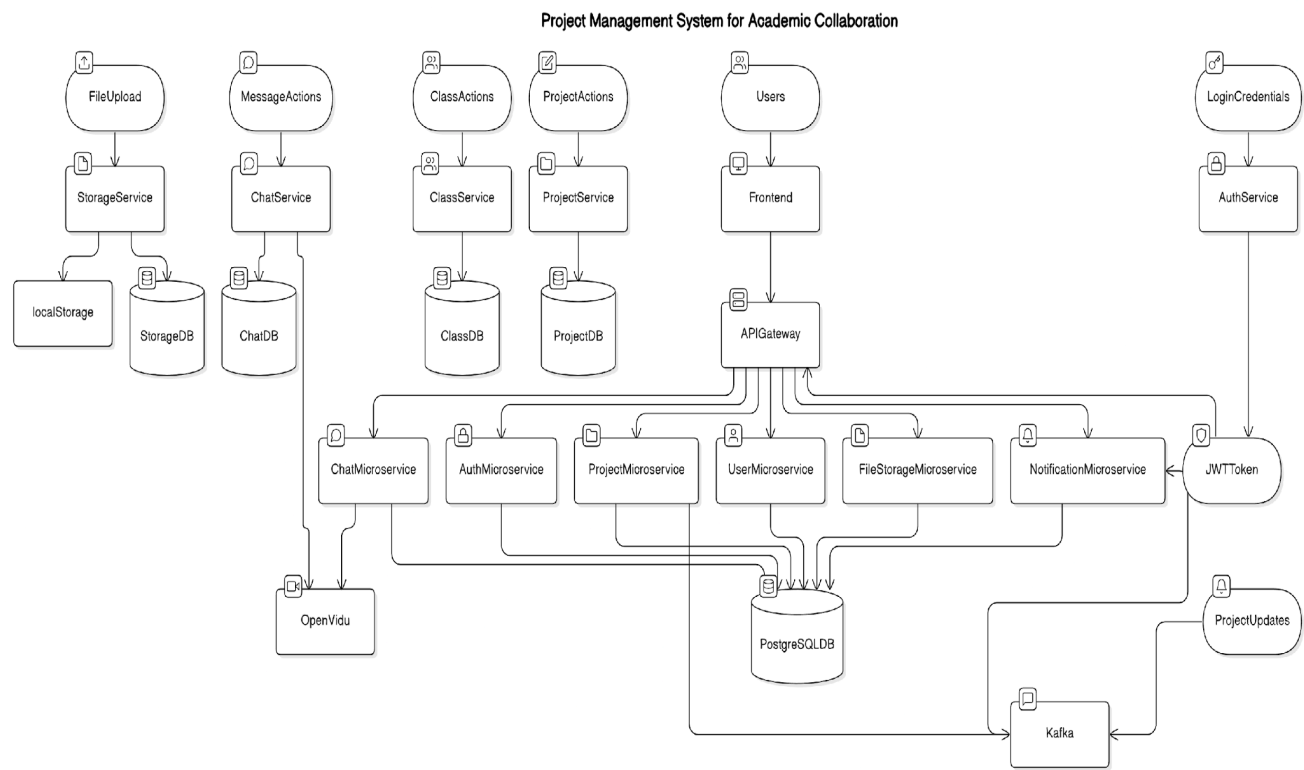 Project Management System for Academic Collaboration
FileUpload
MessageActions
ClassActions
ProjectActions
Users
LoginCredentials
StorageService
ChatService
ClassService
ProjectService
Frontend
AuthService
localStorage
StorageDB
ChatDB
ClassDB
ProjectDB
APIGateway
ChatMicroservice
AuthMicroservice
ProjectMicroservice
UserMicroservice
FileStorageMicroservice
NotificationMicroservice
JWTToken
OpenVidu
PostgreSQLDB
ProjectUpdates
Kafka